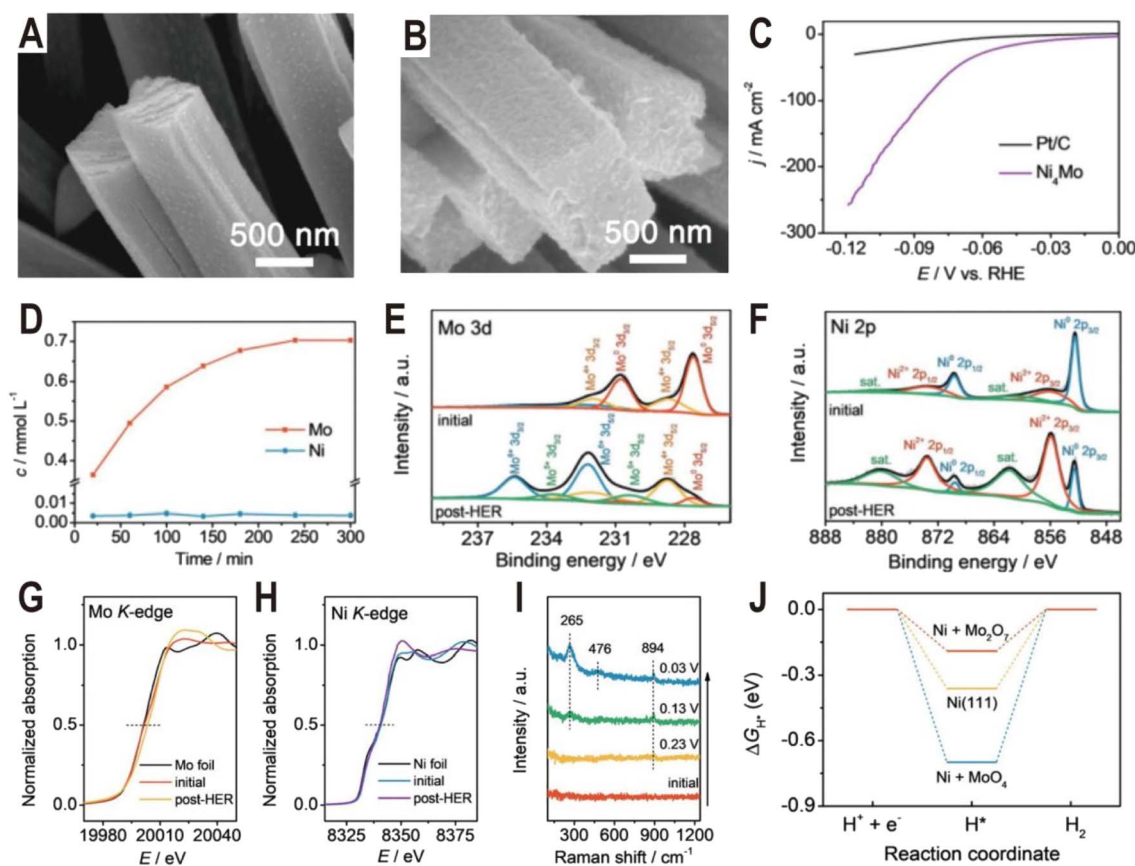 A
500 nm
B
500 nm
C
0
-100
-200
-300
j / mA cm⁻²
Pt/C
Ni₄Mo
-0.12 -0.09 -0.06 -0.03 0.00
E / V vs. RHE
D
0.7
0.6
0.5
0.4
0.005
0.000
c / mmol L⁻¹
Mo
Ni
0 50 100 150 200 250 300
Time / min
E
Mo 3d
Mo⁴⁺ 3d₃/₂
Mo⁰ 3d₃/₂
Mo⁴⁺ 3d₅/₂
Mo⁰ 3d₅/₂
initial
Mo⁶⁺ 3d₃/₂
Mo⁵⁺ 3d₃/₂
Mo⁶⁺ 3d₅/₂
Mo⁵⁺ 3d₅/₂
Mo⁴⁺ 3d₅/₂
Mo⁰ 3d₅/₂
post-HER
Intensity / a.u.
237 234 231 228
Binding energy / eV
F
Ni 2p
sat.
Ni²⁺ 2p₁/₂
Ni⁰ 2p₁/₂
sat.
Ni²⁺ 2p₃/₂
Ni⁰ 2p₃/₂
initial
sat.
Ni²⁺ 2p₁/₂
Ni⁰ 2p₁/₂
sat.
Ni²⁺ 2p₃/₂
Ni⁰ 2p₃/₂
post-HER
Intensity / a.u.
888 880 872 864 856 848
Binding energy / eV
G
Mo K-edge
1.0
0.5
0.0
Normalized absorption
Mo foil
initial
post-HER
19980 20010 20040
E / eV
H
Ni K-edge
1.0
0.5
0.0
Normalized absorption
Ni foil
initial
post-HER
8325 8350 8375
E / eV
I
265
476
894
0.03 V
0.13 V
0.23 V
initial
Intensity / a.u.
300 600 900 1200
Raman shift / cm⁻¹
J
0.0
-0.3
-0.6
-0.9
ΔG_H* (eV)
Ni + Mo₂O₇
Ni(111)
Ni + MoO₄
H⁺ + e⁻ H* H₂
Reaction coordinate